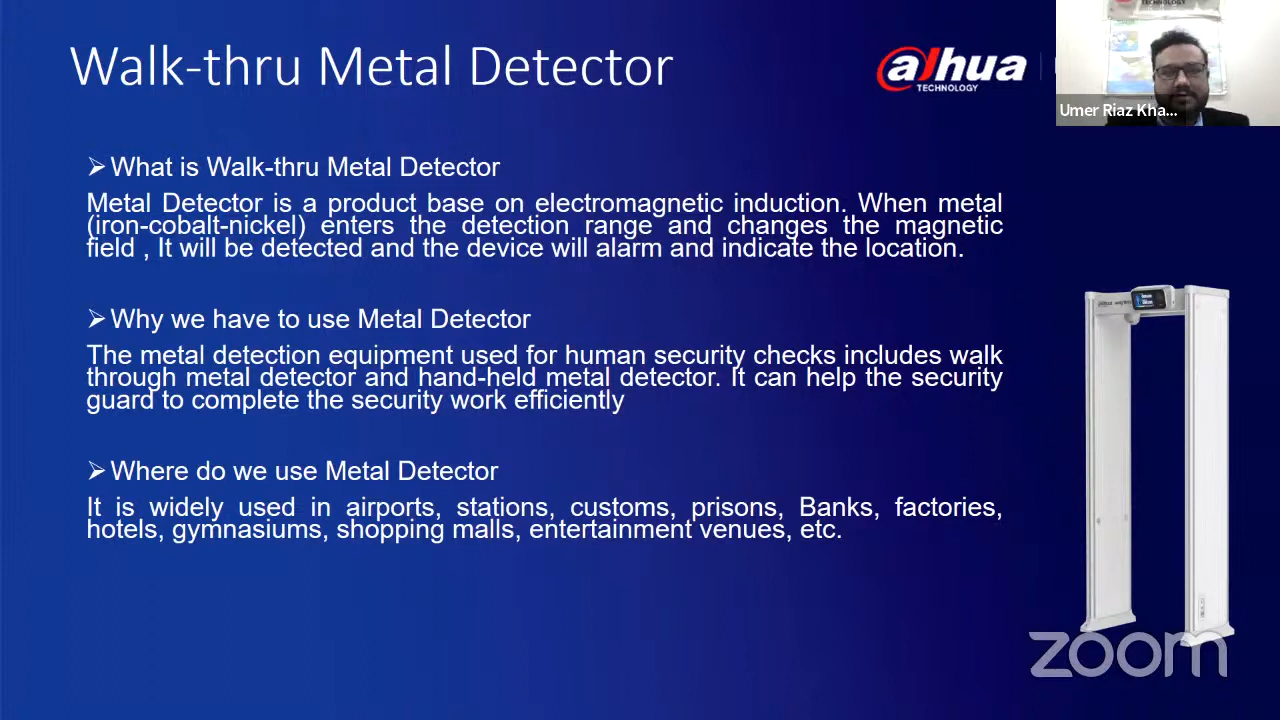 TECHNOLOGY
Walk-thru Metal Detector
alhua
TECHNOLOGY
Umer Riaz Kha...
➢What is Walk-thru Metal Detector
Metal Detector is a product base on electromagnetic induction. When metal
(iron-cobalt-nickel) enters the detection range and changes the magnetic
field , It will be detected and the device will alarm and indicate the location.
➢Why we have to use Metal Detector
The metal detection equipment used for human security checks includes walk
through metal detector and hand-held metal detector. It can help the security
guard to complete the security work efficiently
➢Where do we use Metal Detector
It is widely used in airports, stations, customs, prisons, Banks, factories,
hotels, gymnasiums, shopping malls, entertainment venues, etc.
zoom